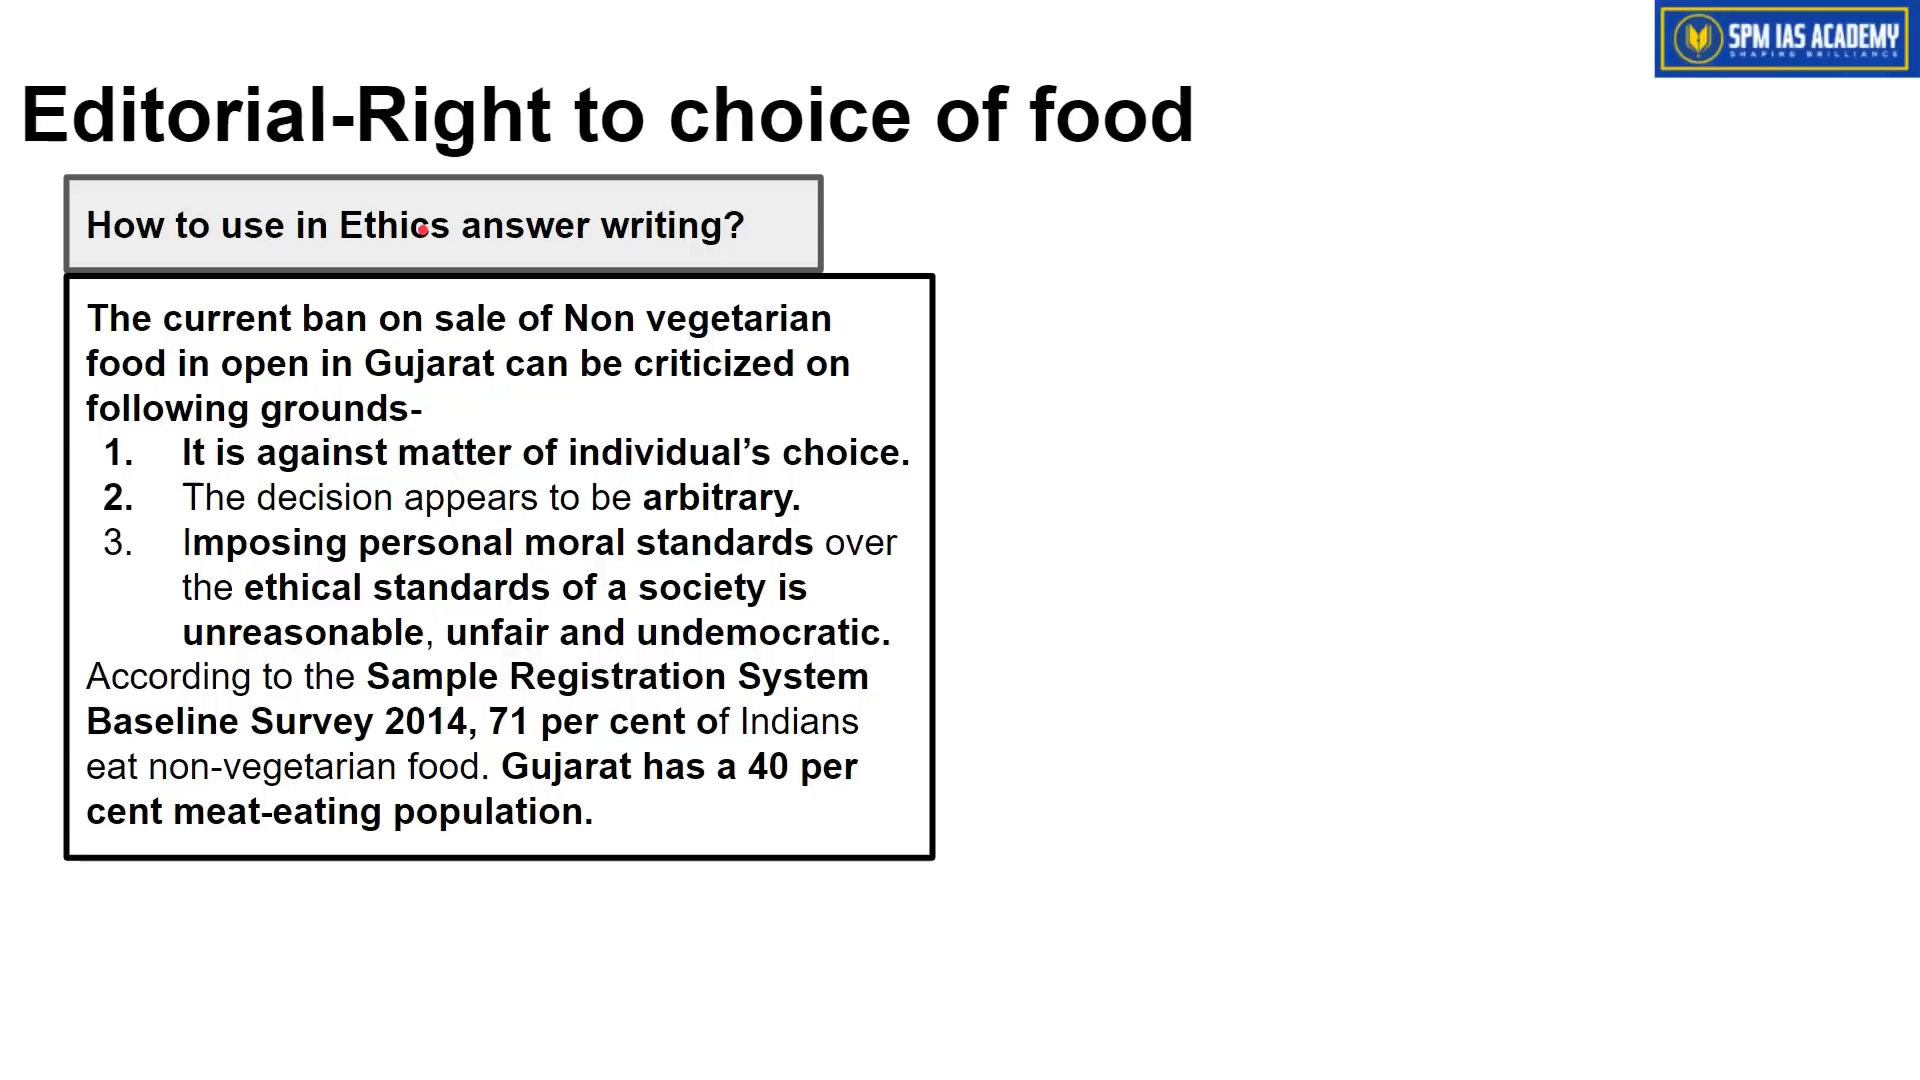 SPM IAS ACADEMY
SHAPING BRILLIANCE
Editorial-Right to choice of food
How to use in Ethics answer writing?
The current ban on sale of Non vegetarian
food in open in Gujarat can be criticized on
following grounds-
1. It is against matter of individual’s choice.
2. The decision appears to be arbitrary.
3. Imposing personal moral standards over
the ethical standards of a society is
unreasonable, unfair and undemocratic.
According to the Sample Registration System
Baseline Survey 2014, 71 per cent of Indians
eat non-vegetarian food. Gujarat has a 40 per
cent meat-eating population.